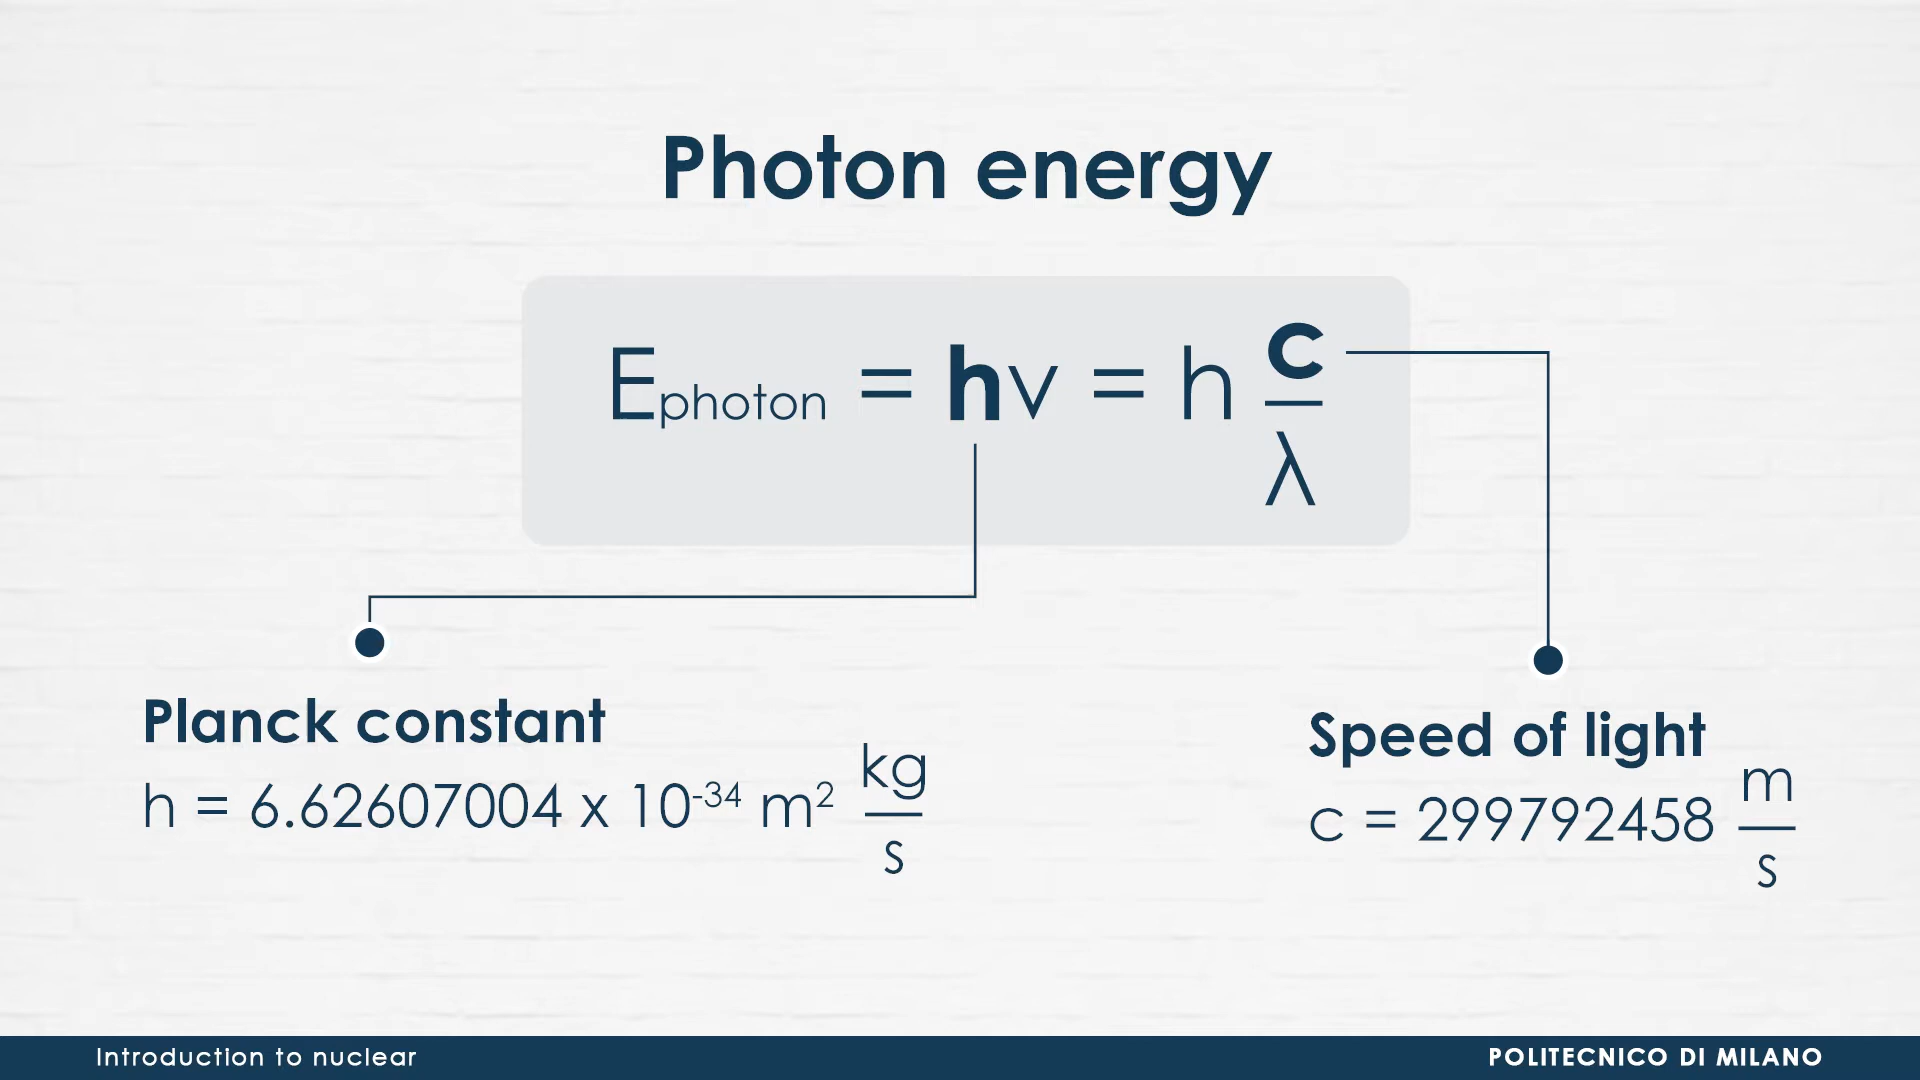 Photon energy
Ephoton = hν = h c/λ
Planck constant
h = 6.62607004 x 10⁻³⁴ m² kg/s
Speed of light
c = 299792458 m/s
Introduction to nuclear
POLITECNICO DI MILANO